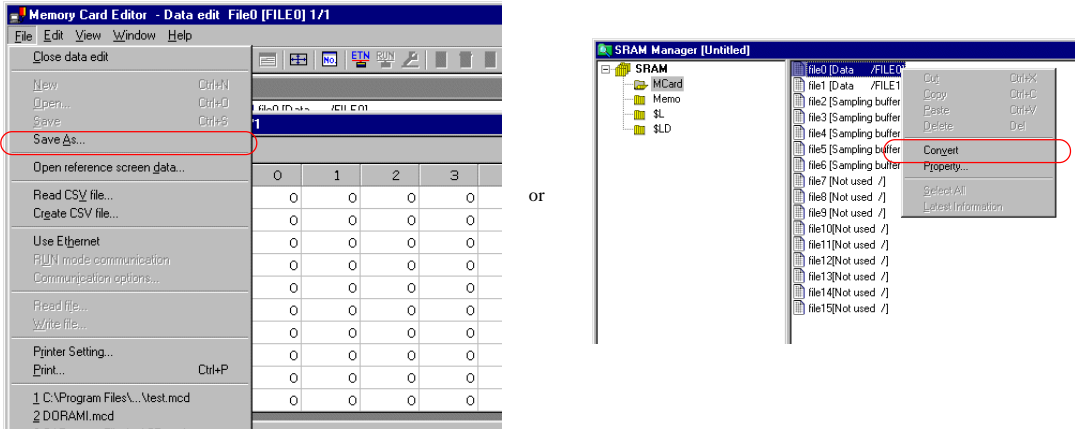 Memory Card Editor - Data edit File0 [FILE0] 1/1
File Edit View Window Help
Close data edit
New Ctrl+N
Open... Ctrl+O
Save Ctrl+S
Save As...
Open reference screen data...
Read CSV file...
Create CSV file...
Use Ethernet
RUN mode communication
Communication options...
Read file...
Write file...
Printer Setting...
Print... Ctrl+P
1 C:\Program Files\...\test.mcd
2 DORAMI.mcd
No. ETN RUN
/1
0 1 2 3
0 0 0 0
0 0 0 0
0 0 0 0
0 0 0 0
0 0 0 0
0 0 0 0
0 0 0 0
0 0 0 0
0 0 0 0
0 0 0 0
or
SRAM Manager [Untitled]
SRAM
MCard
Memo
$L
$LD
file0 [Data /FILE0
file1 [Data /FILE1
file2 [Sampling buffer
file3 [Sampling buffer
file4 [Sampling buffer
file5 [Sampling buffer
file6 [Sampling buffer
file7 [Not used /]
file8 [Not used /]
file9 [Not used /]
file10[Not used /]
file11[Not used /]
file12[Not used /]
file13[Not used /]
file14[Not used /]
file15[Not used /]
Cut Ctrl+X
Copy Ctrl+C
Paste Ctrl+V
Delete Del
Convert
Property...
Select All
Latest Information